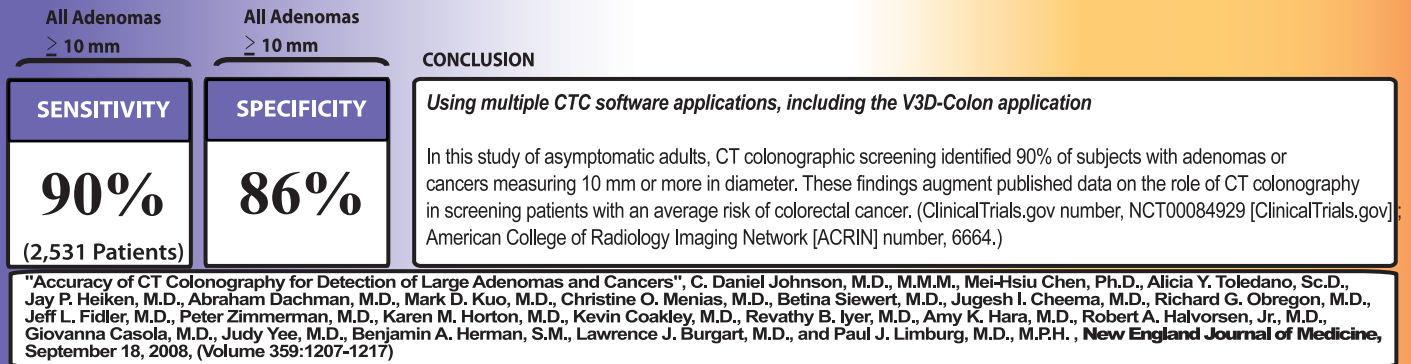 All Adenomas
≥ 10 mm
SENSITIVITY
90%
(2,531 Patients)
All Adenomas
≥ 10 mm
SPECIFICITY
86%
CONCLUSION
Using multiple CTC software applications, including the V3D-Colon application
In this study of asymptomatic adults, CT colonographic screening identified 90% of subjects with adenomas or
cancers measuring 10 mm or more in diameter. These findings augment published data on the role of CT colonography
in screening patients with an average risk of colorectal cancer. (ClinicalTrials.gov number, NCT00084929 [ClinicalTrials.gov] ;
American College of Radiology Imaging Network [ACRIN] number, 6664.)
"Accuracy of CT Colonography for Detection of Large Adenomas and Cancers", C. Daniel Johnson, M.D., M.M.M., Mei-Hsiu Chen, Ph.D., Alicia Y. Toledano, Sc.D.,
Jay P. Heiken, M.D., Abraham Dachman, M.D., Mark D. Kuo, M.D., Christine O. Menias, M.D., Betina Siewert, M.D., Jugesh I. Cheema, M.D., Richard G. Obregon, M.D.,
Jeff L. Fidler, M.D., Peter Zimmerman, M.D., Karen M. Horton, M.D., Kevin Coakley, M.D., Revathy B. Iyer, M.D., Amy K. Hara, M.D., Robert A. Halvorsen, Jr., M.D.,
Giovanna Casola, M.D., Judy Yee, M.D., Benjamin A. Herman, S.M., Lawrence J. Burgart, M.D., and Paul J. Limburg, M.D., M.P.H. , New England Journal of Medicine,
September 18, 2008, (Volume 359:1207-1217)